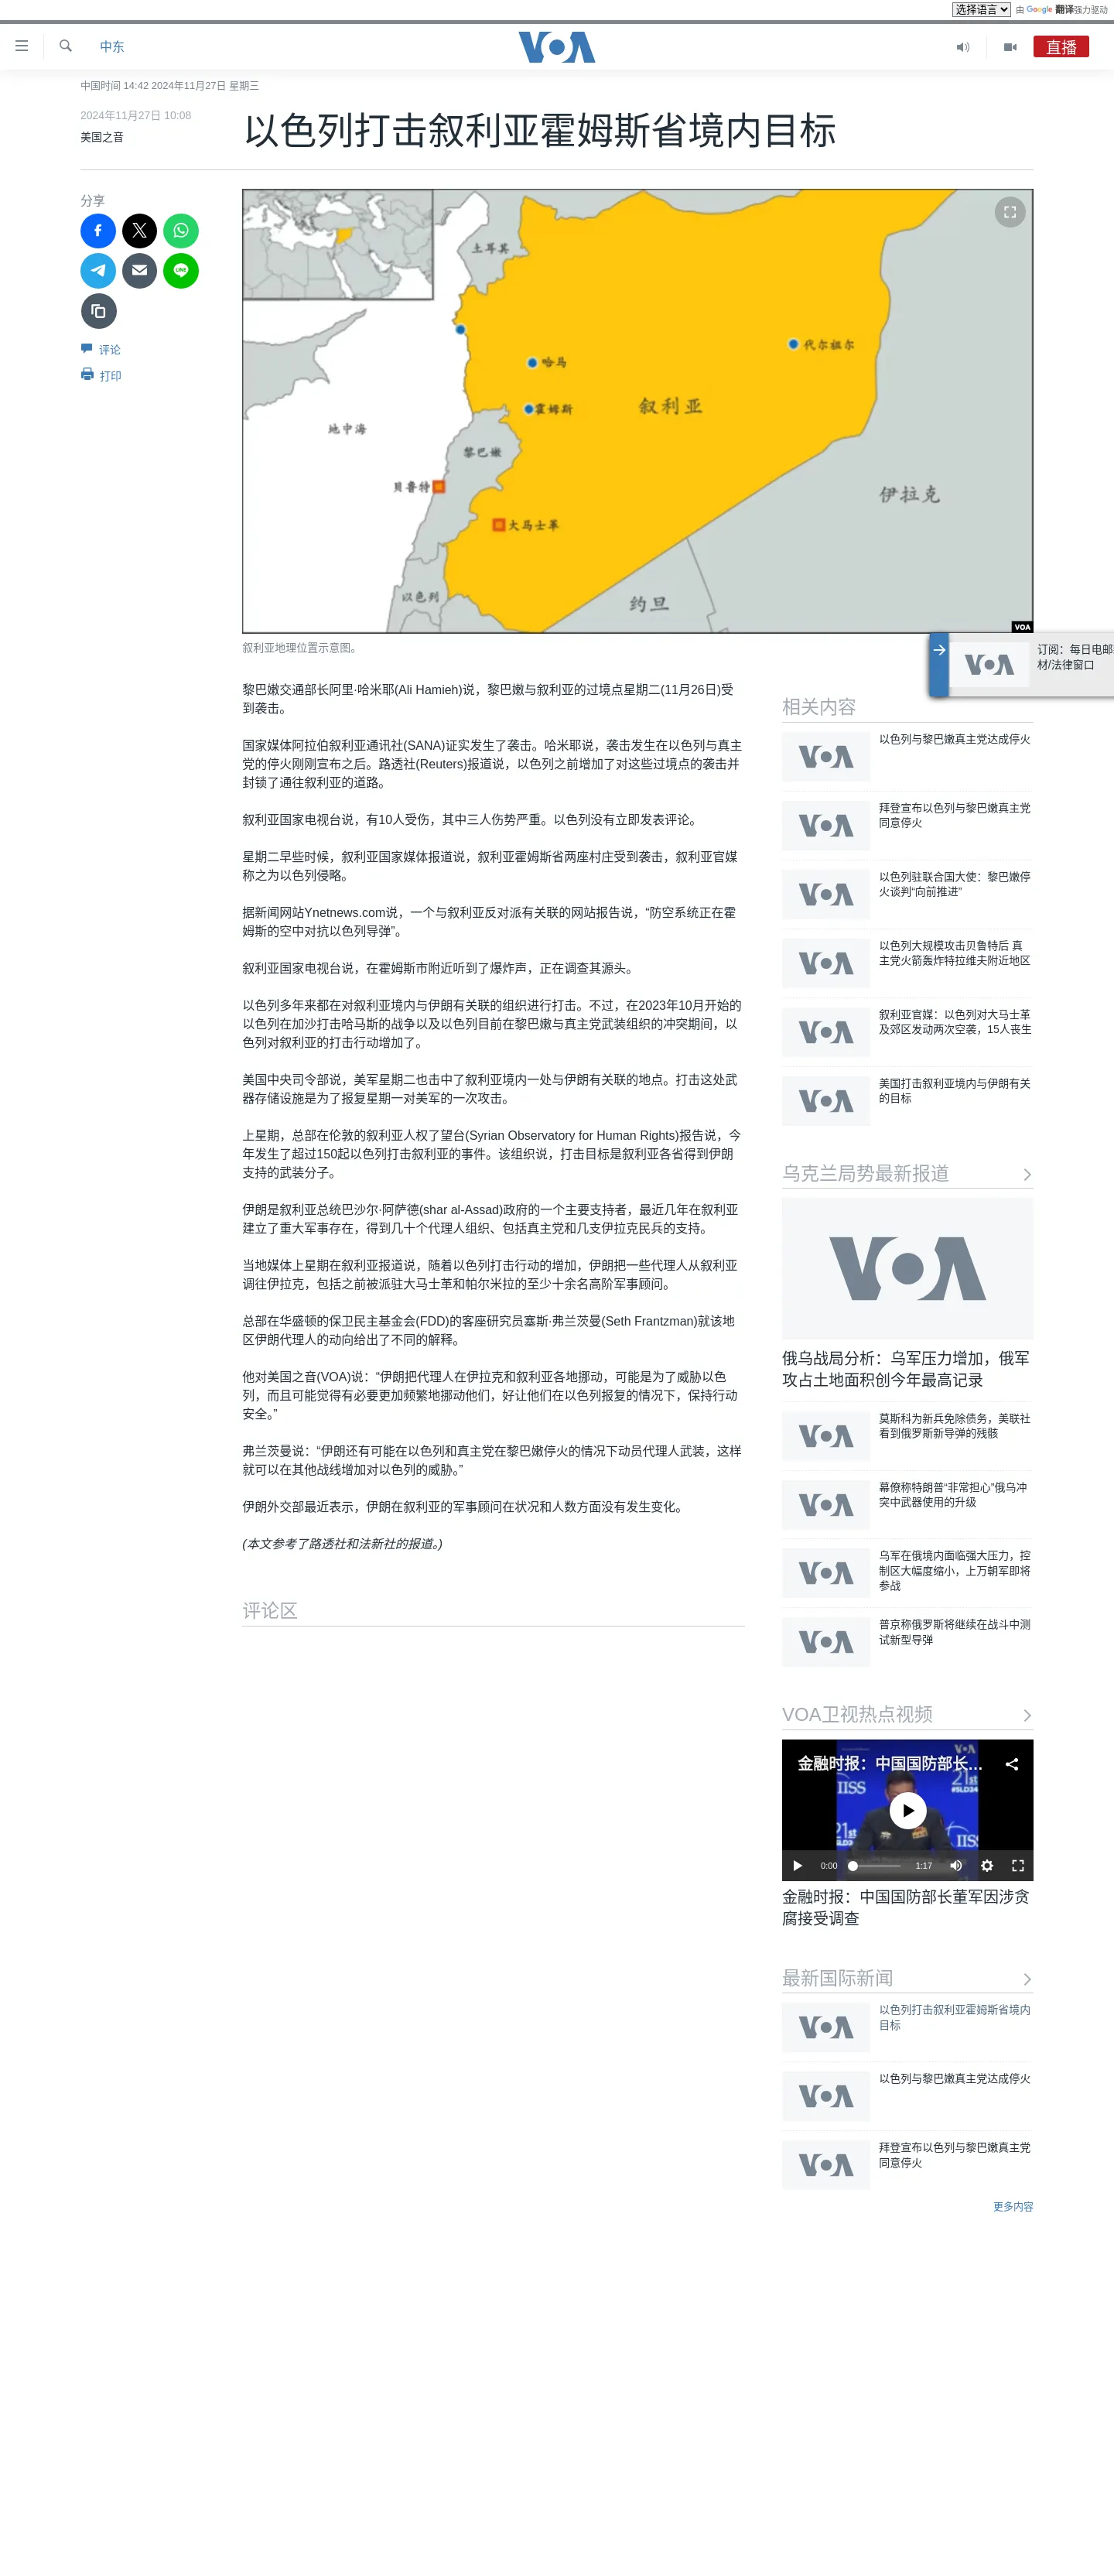 选择语言 由 Google 翻译强力驱动
中东
VOA
直播
中国时间 14:42 2024年11月27日 星期三
2024年11月27日 10:08
美国之音
以色列打击叙利亚霍姆斯省境内目标
分享
LINE
评论
打印
土耳其
哈马
代尔祖尔
霍姆斯
叙利亚
地中海
黎巴嫩
贝鲁特
伊拉克
大马士革
以色列
约旦
VOA
叙利亚地理位置示意图。
黎巴嫩交通部长阿里·哈米耶(Ali Hamieh)说，黎巴嫩与叙利亚的过境点星期二(11月26日)受
到袭击。
国家媒体阿拉伯叙利亚通讯社(SANA)证实发生了袭击。哈米耶说，袭击发生在以色列与真主
党的停火刚刚宣布之后。路透社(Reuters)报道说，以色列之前增加了对这些过境点的袭击并
封锁了通往叙利亚的道路。
叙利亚国家电视台说，有10人受伤，其中三人伤势严重。以色列没有立即发表评论。
星期二早些时候，叙利亚国家媒体报道说，叙利亚霍姆斯省两座村庄受到袭击，叙利亚官媒
称之为以色列侵略。
据新闻网站Ynetnews.com说，一个与叙利亚反对派有关联的网站报告说，“防空系统正在霍
姆斯的空中对抗以色列导弹”。
叙利亚国家电视台说，在霍姆斯市附近听到了爆炸声，正在调查其源头。
以色列多年来都在对叙利亚境内与伊朗有关联的组织进行打击。不过，在2023年10月开始的
以色列在加沙打击哈马斯的战争以及以色列目前在黎巴嫩与真主党武装组织的冲突期间，以
色列对叙利亚的打击行动增加了。
美国中央司令部说，美军星期二也击中了叙利亚境内一处与伊朗有关联的地点。打击这处武
器存储设施是为了报复星期一对美军的一次攻击。
上星期，总部在伦敦的叙利亚人权了望台(Syrian Observatory for Human Rights)报告说，今
年发生了超过150起以色列打击叙利亚的事件。该组织说，打击目标是叙利亚各省得到伊朗
支持的武装分子。
伊朗是叙利亚总统巴沙尔·阿萨德(shar al-Assad)政府的一个主要支持者，最近几年在叙利亚
建立了重大军事存在，得到几十个代理人组织、包括真主党和几支伊拉克民兵的支持。
当地媒体上星期在叙利亚报道说，随着以色列打击行动的增加，伊朗把一些代理人从叙利亚
调往伊拉克，包括之前被派驻大马士革和帕尔米拉的至少十余名高阶军事顾问。
总部在华盛顿的保卫民主基金会(FDD)的客座研究员塞斯·弗兰茨曼(Seth Frantzman)就该地
区伊朗代理人的动向给出了不同的解释。
他对美国之音(VOA)说：“伊朗把代理人在伊拉克和叙利亚各地挪动，可能是为了威胁以色
列，而且可能觉得有必要更加频繁地挪动他们，好让他们在以色列报复的情况下，保持行动
安全。”
弗兰茨曼说：“伊朗还有可能在以色列和真主党在黎巴嫩停火的情况下动员代理人武装，这样
就可以在其他战线增加对以色列的威胁。”
伊朗外交部最近表示，伊朗在叙利亚的军事顾问在状况和人数方面没有发生变化。
(本文参考了路透社和法新社的报道。)
评论区
VOA
订阅：每日电邮
材/法律窗口
相关内容
VOA
以色列与黎巴嫩真主党达成停火
VOA
拜登宣布以色列与黎巴嫩真主党
同意停火
VOA
以色列驻联合国大使：黎巴嫩停
火谈判“向前推进”
VOA
以色列大规模攻击贝鲁特后 真
主党火箭轰炸特拉维夫附近地区
VOA
叙利亚官媒：以色列对大马士革
及郊区发动两次空袭，15人丧生
VOA
美国打击叙利亚境内与伊朗有关
的目标
乌克兰局势最新报道
VOA
俄乌战局分析：乌军压力增加，俄军
攻占土地面积创今年最高记录
VOA
莫斯科为新兵免除债务，美联社
看到俄罗斯新导弹的残骸
VOA
幕僚称特朗普“非常担心”俄乌冲
突中武器使用的升级
VOA
乌军在俄境内面临强大压力，控
制区大幅度缩小，上万朝军即将
参战
VOA
普京称俄罗斯将继续在战斗中测
试新型导弹
VOA卫视热点视频
VOA
金融时报：中国国防部长...
IISS
21st
#SLD24
21st
IISS
0:00
1:17
金融时报：中国国防部长董军因涉贪
腐接受调查
最新国际新闻
VOA
以色列打击叙利亚霍姆斯省境内
目标
VOA
以色列与黎巴嫩真主党达成停火
VOA
拜登宣布以色列与黎巴嫩真主党
同意停火
更多内容